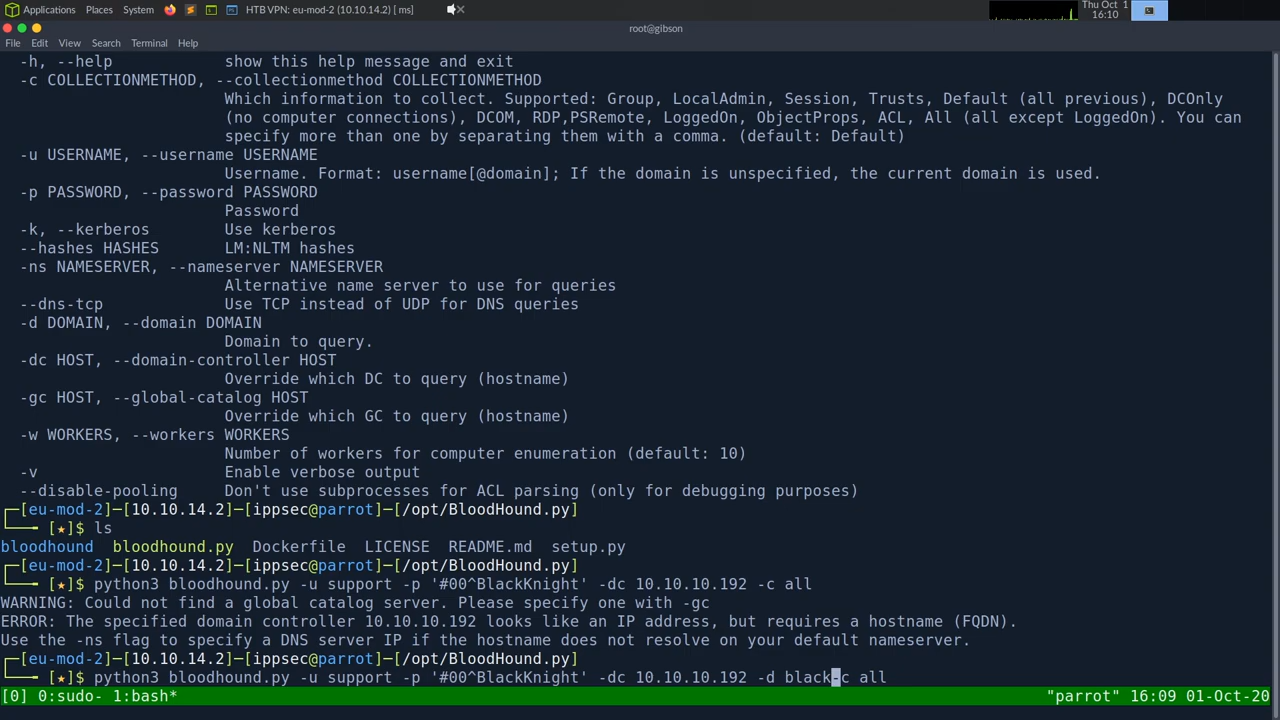 Applications Places System HTB VPN: eu-mod-2 (10.10.14.2) [ ms] Thu Oct 1
16:10
root@gibson
File Edit View Search Terminal Help
-h, --help show this help message and exit
-c COLLECTIONMETHOD, --collectionmethod COLLECTIONMETHOD
Which information to collect. Supported: Group, LocalAdmin, Session, Trusts, Default (all previous), DCOnly
(no computer connections), DCOM, RDP,PSRemote, LoggedOn, ObjectProps, ACL, All (all except LoggedOn). You can
specify more than one by separating them with a comma. (default: Default)
-u USERNAME, --username USERNAME
Username. Format: username[@domain]; If the domain is unspecified, the current domain is used.
-p PASSWORD, --password PASSWORD
Password
-k, --kerberos Use kerberos
--hashes HASHES LM:NLTM hashes
-ns NAMESERVER, --nameserver NAMESERVER
Alternative name server to use for queries
--dns-tcp Use TCP instead of UDP for DNS queries
-d DOMAIN, --domain DOMAIN
Domain to query.
-dc HOST, --domain-controller HOST
Override which DC to query (hostname)
-gc HOST, --global-catalog HOST
Override which GC to query (hostname)
-w WORKERS, --workers WORKERS
Number of workers for computer enumeration (default: 10)
-v Enable verbose output
--disable-pooling Don't use subprocesses for ACL parsing (only for debugging purposes)
┌─[eu-mod-2]─[10.10.14.2]─[ippsec@parrot]─[/opt/BloodHound.py]
└──╼ [★]$ ls
bloodhound bloodhound.py Dockerfile LICENSE README.md setup.py
┌─[eu-mod-2]─[10.10.14.2]─[ippsec@parrot]─[/opt/BloodHound.py]
└──╼ [★]$ python3 bloodhound.py -u support -p '#00^BlackKnight' -dc 10.10.10.192 -c all
WARNING: Could not find a global catalog server. Please specify one with -gc
ERROR: The specified domain controller 10.10.10.192 looks like an IP address, but requires a hostname (FQDN).
Use the -ns flag to specify a DNS server IP if the hostname does not resolve on your default nameserver.
┌─[eu-mod-2]─[10.10.14.2]─[ippsec@parrot]─[/opt/BloodHound.py]
└──╼ [★]$ python3 bloodhound.py -u support -p '#00^BlackKnight' -dc 10.10.10.192 -d black-c all
[0] 0:sudo- 1:bash* "parrot" 16:09 01-Oct-20